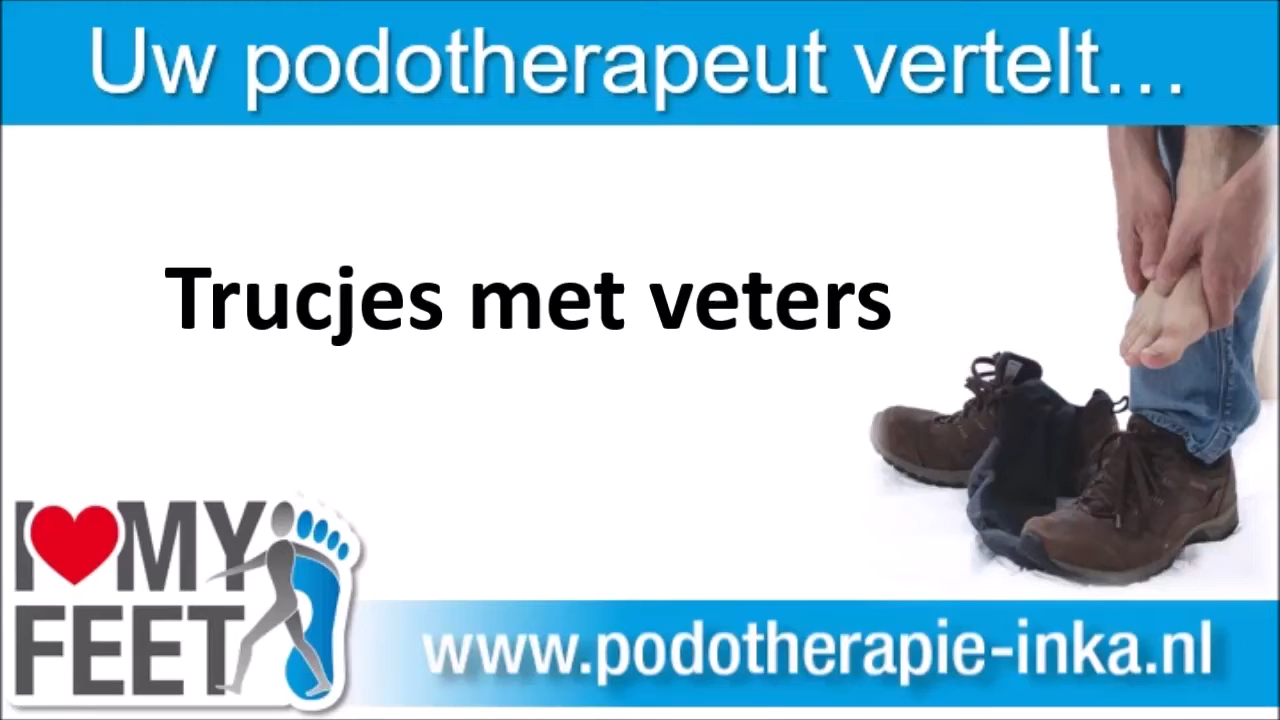 Uw podotherapeut vertelt...
Trucjes met veters
I MY
FEET
www.podotherapie-inka.nl